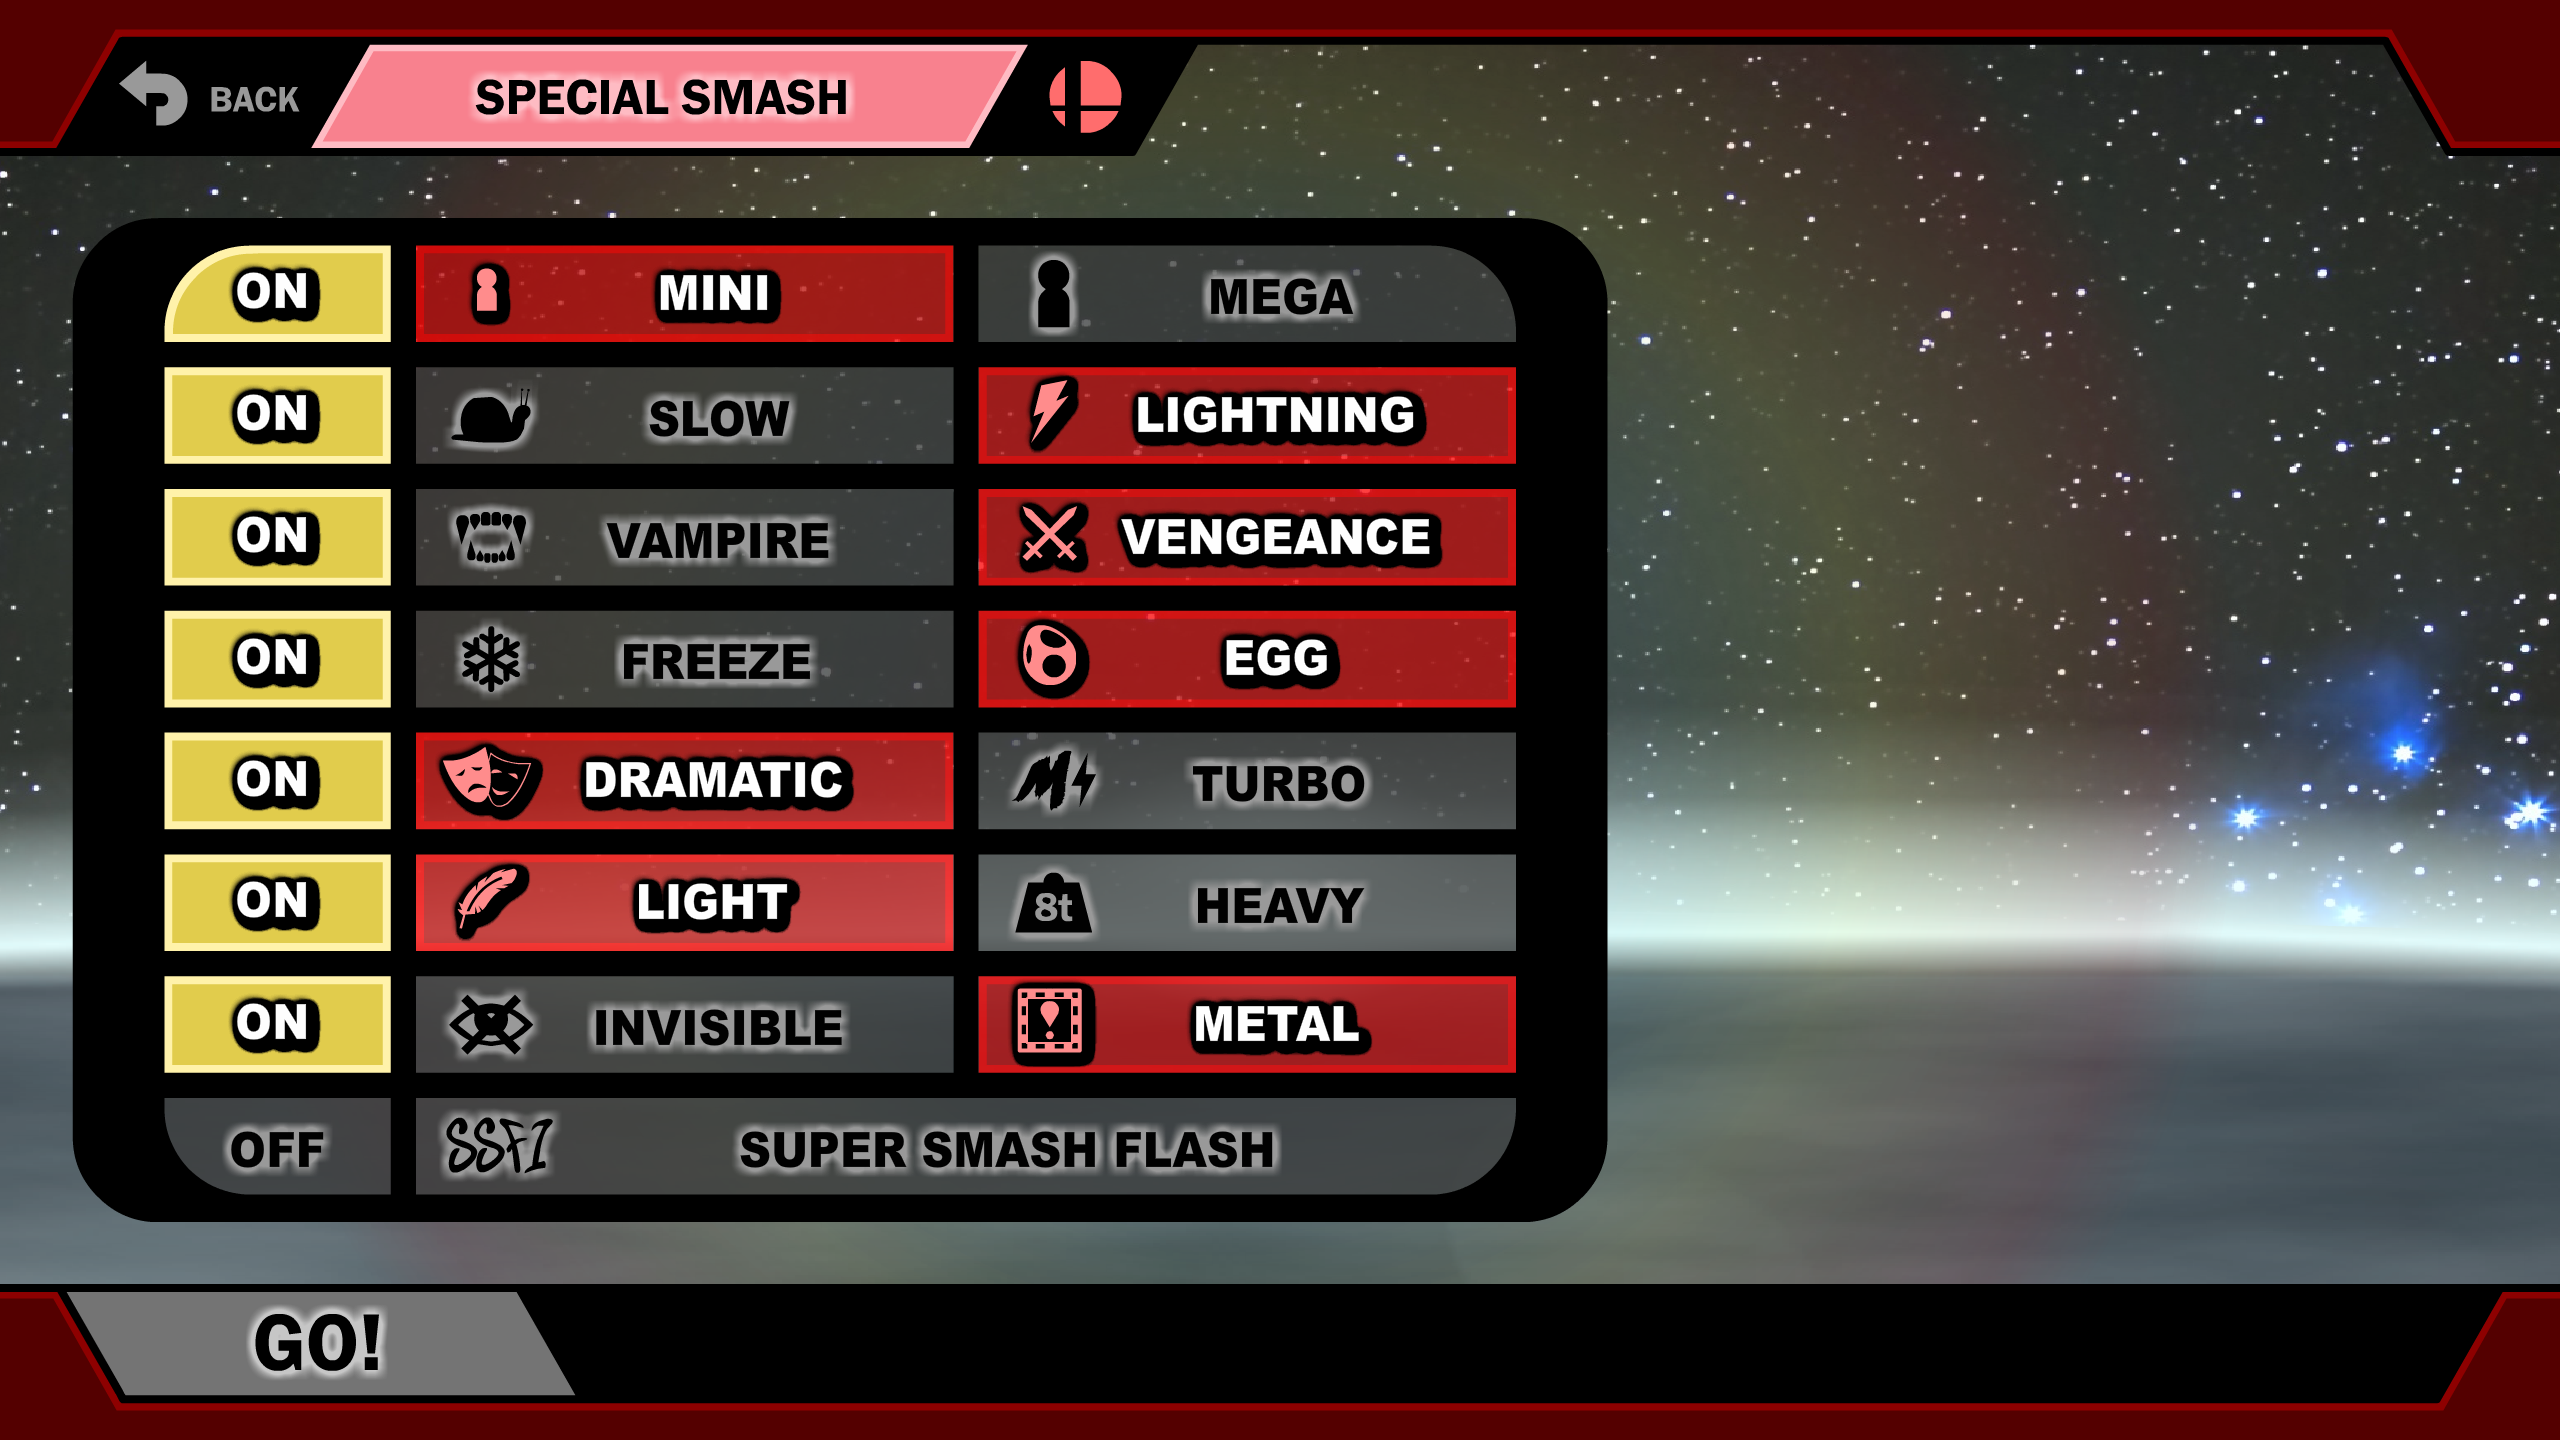 BACK
SPECIAL SMASH
ON MINI MEGA
ON SLOW LIGHTNING
ON VAMPIRE VENGEANCE
ON FREEZE EGG
ON DRAMATIC TURBO
ON LIGHT 8t HEAVY
ON INVISIBLE METAL
OFF SSF1 SUPER SMASH FLASH
GO!